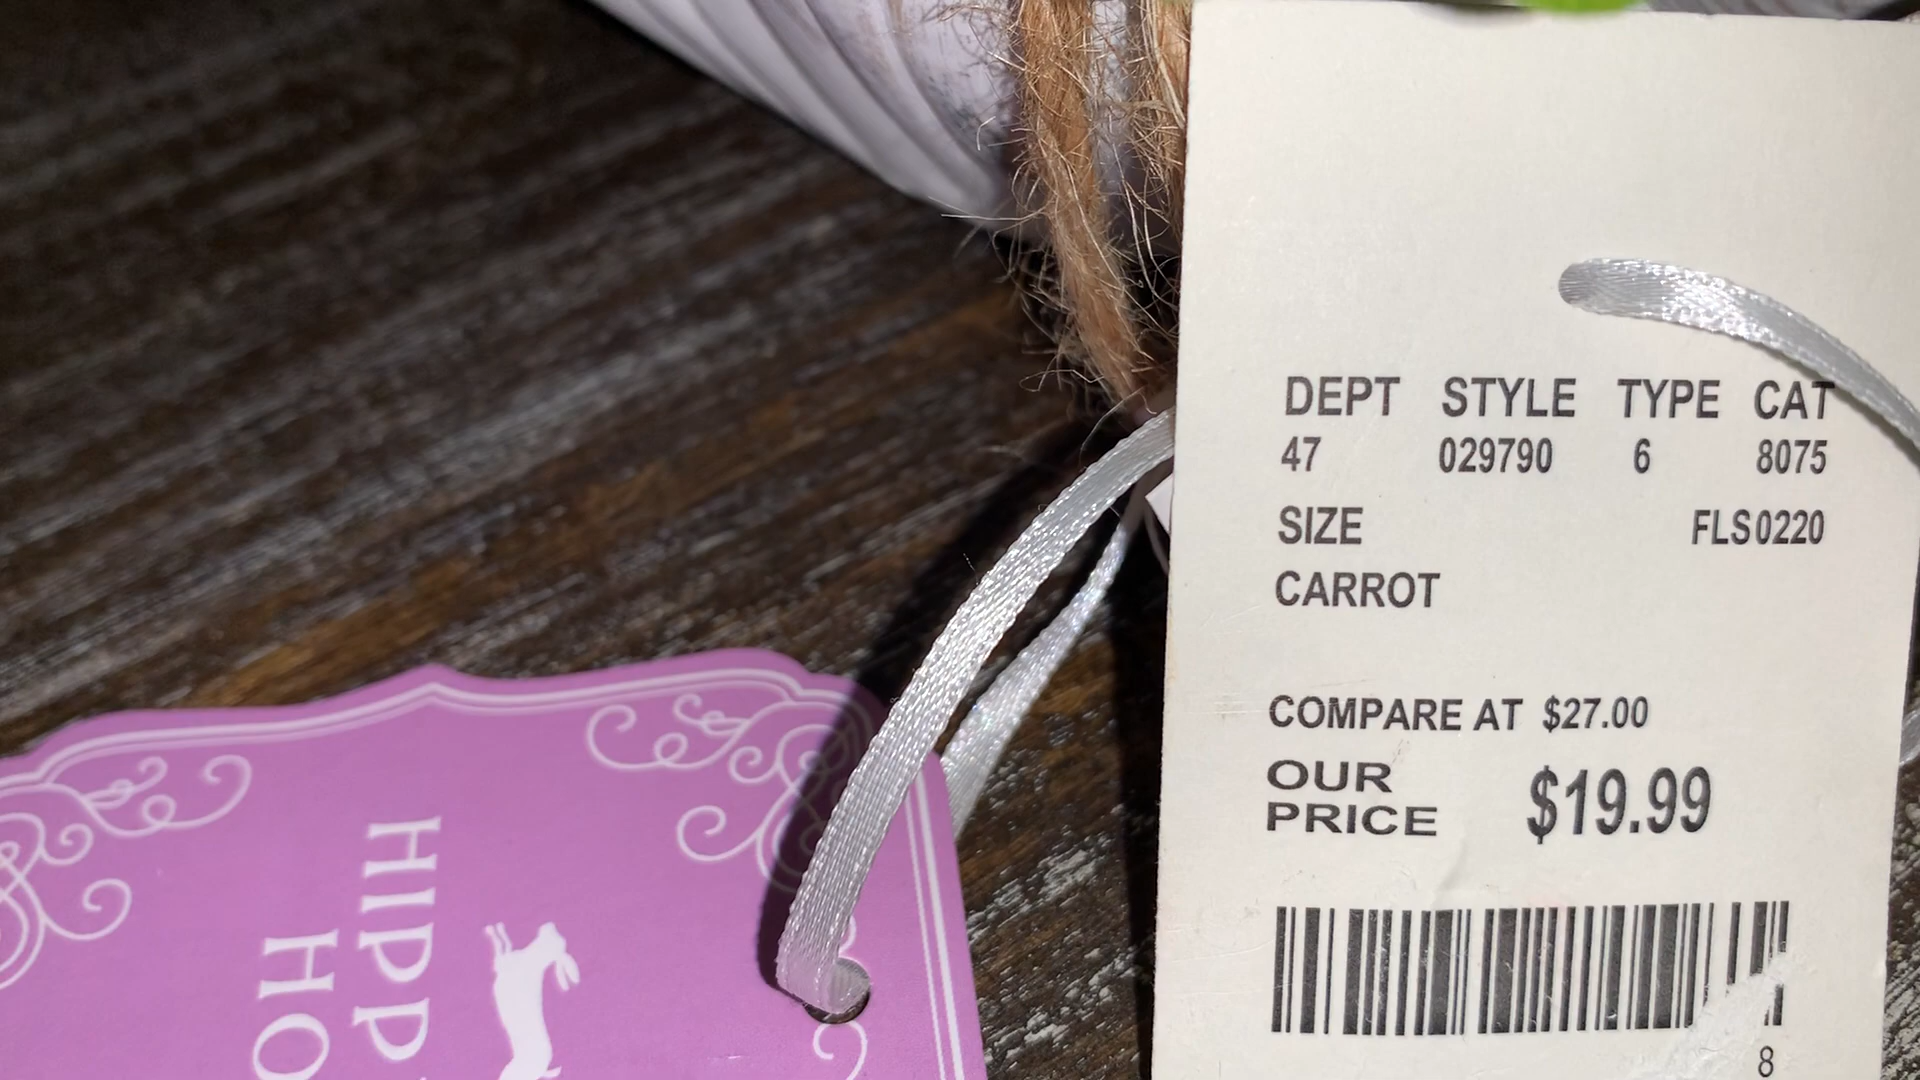 DEPT STYLE TYPE CAT
47 029790 6 8075
SIZE FLS0220
CARROT
COMPARE AT $27.00
OUR PRICE $19.99
8
HIPP
HO